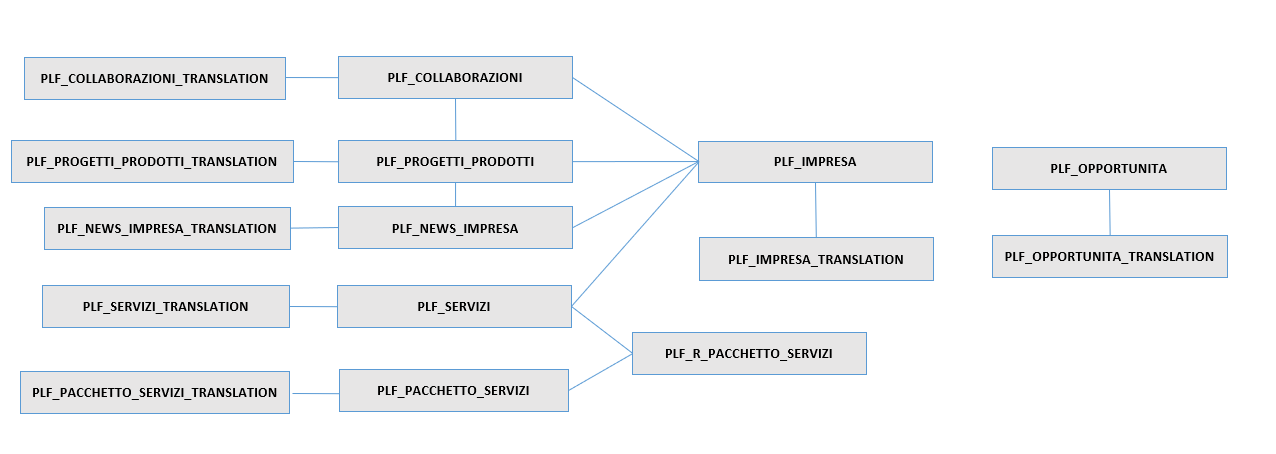 PLF_COLLABORAZIONI_TRANSLATION
PLF_COLLABORAZIONI
PLF_PROGETTI_PRODOTTI_TRANSLATION
PLF_PROGETTI_PRODOTTI
PLF_IMPRESA
PLF_OPPORTUNITA
PLF_NEWS_IMPRESA_TRANSLATION
PLF_NEWS_IMPRESA
PLF_IMPRESA_TRANSLATION
PLF_OPPORTUNITA_TRANSLATION
PLF_SERVIZI_TRANSLATION
PLF_SERVIZI
PLF_R_PACCHETTO_SERVIZI
PLF_PACCHETTO_SERVIZI_TRANSLATION
PLF_PACCHETTO_SERVIZI